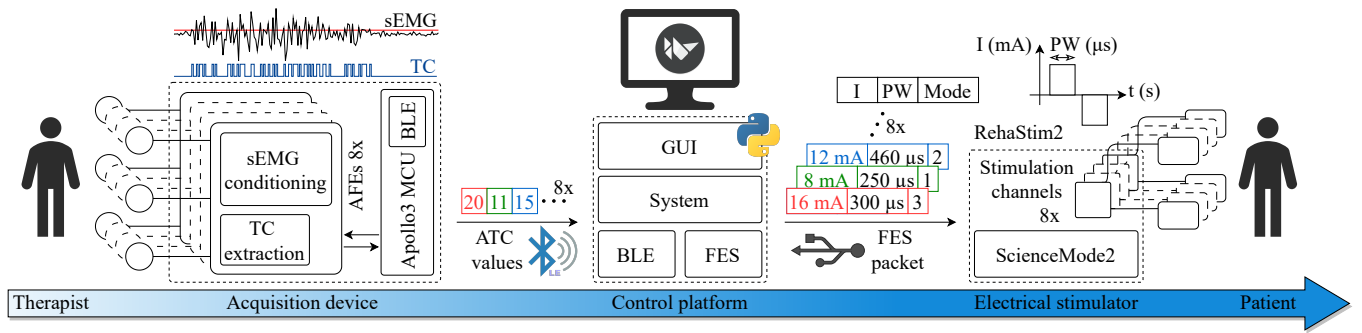 sEMG
TC
sEMG
conditioning
TC
extraction
AFEs 8x
Apollo3 MCU
BLE
20 11 15
8x
ATC
values
LE
GUI
System
BLE FES
I PW Mode
8x
12 mA 460 µs 2
8 mA 250 µs 1
16 mA 300 µs 3
FES
packet
I (mA)
PW (µs)
t (s)
RehaStim2
Stimulation
channels
8x
ScienceMode2
Therapist Acquisition device Control platform Electrical stimulator Patient